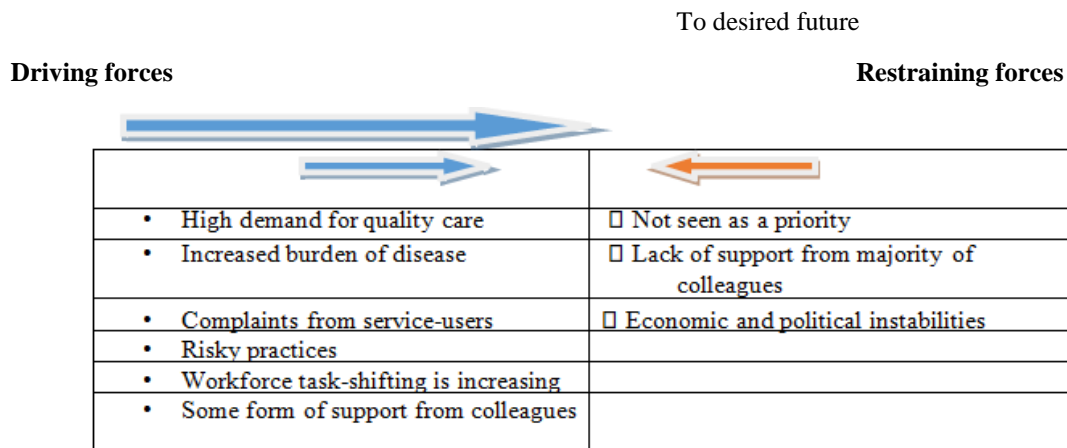 To desired future
Driving forces Restraining forces
• High demand for quality care
▯ Not seen as a priority
• Increased burden of disease
▯ Lack of support from majority of
colleagues
• Complaints from service-users
▯ Economic and political instabilities
• Risky practices
• Workforce task-shifting is increasing
• Some form of support from colleagues